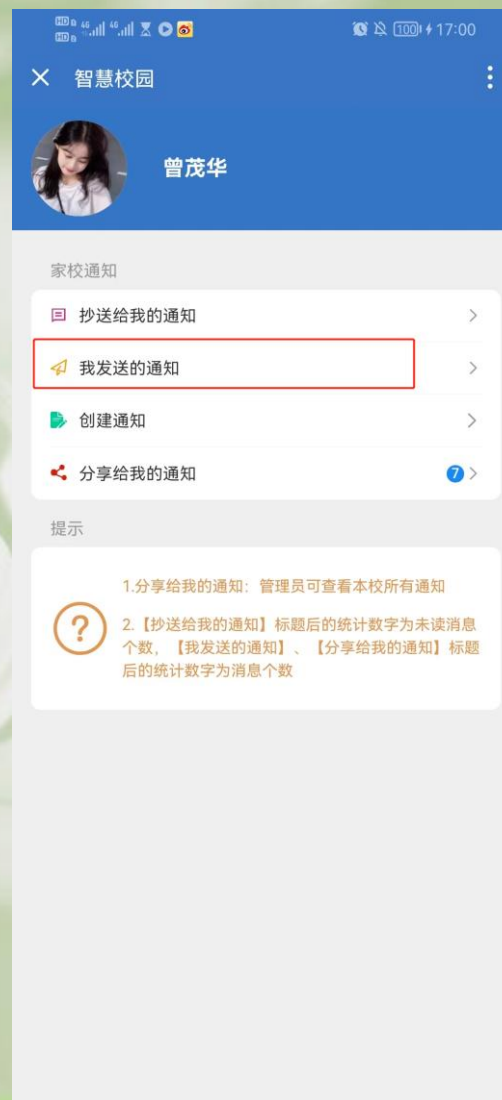 HD 46 46 100 17:00
智慧校园
曾茂华
家校通知
抄送给我的通知
我发送的通知
创建通知
分享给我的通知 7
提示
1.分享给我的通知：管理员可查看本校所有通知
2.【抄送给我的通知】标题后的统计数字为未读消息
个数，【我发送的通知】、【分享给我的通知】标题
后的统计数字为消息个数